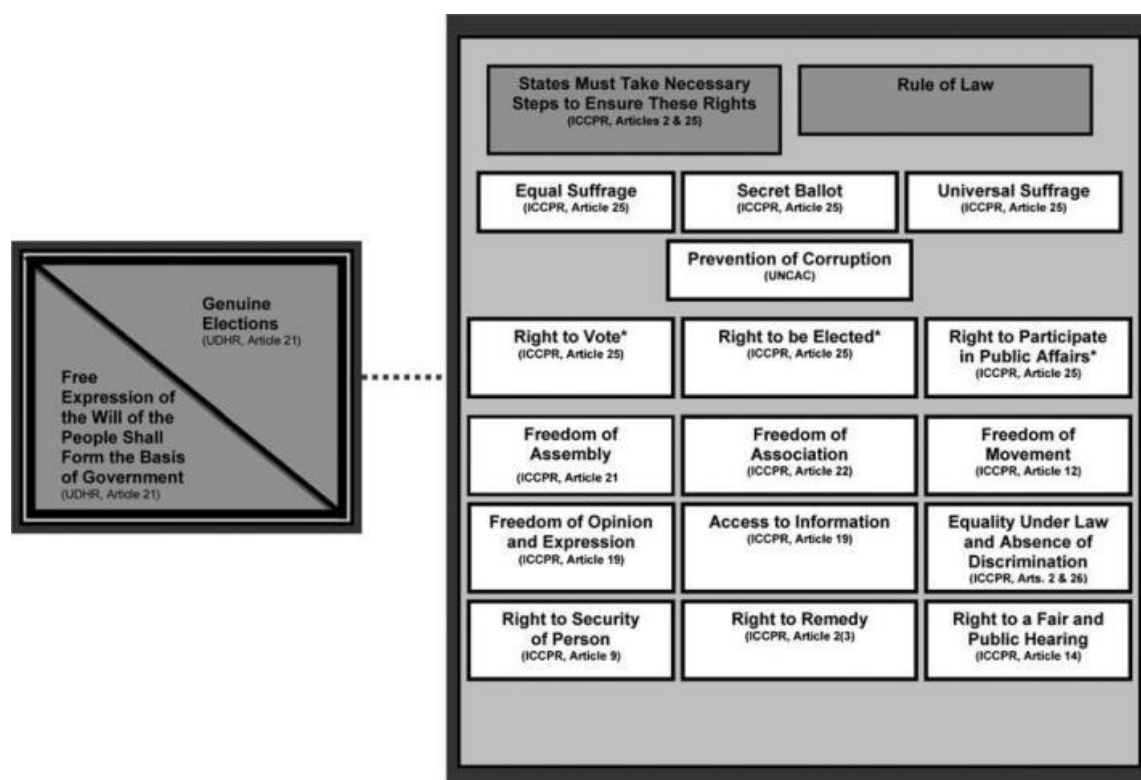 Genuine
Elections
(UDHR, Article 21)
Free
Expression of
the Will of the
People Shall
Form the Basis
of Government
(UDHR, Article 21)
States Must Take Necessary
Steps to Ensure These Rights
(ICCPR, Articles 2 & 25)
Rule of Law
Equal Suffrage
(ICCPR, Article 25)
Secret Ballot
(ICCPR, Article 25)
Universal Suffrage
(ICCPR, Article 25)
Prevention of Corruption
(UNCAC)
Right to Vote*
(ICCPR, Article 25)
Right to be Elected*
(ICCPR, Article 25)
Right to Participate
in Public Affairs*
(ICCPR, Article 25)
Freedom of
Assembly
(ICCPR, Article 21
Freedom of
Association
(ICCPR, Article 22)
Freedom of
Movement
(ICCPR, Article 12)
Freedom of Opinion
and Expression
(ICCPR, Article 19)
Access to Information
(ICCPR, Article 19)
Equality Under Law
and Absence of
Discrimination
(ICCPR, Arts. 2 & 26)
Right to Security
of Person
(ICCPR, Article 9)
Right to Remedy
(ICCPR, Article 2(3)
Right to a Fair and
Public Hearing
(ICCPR, Article 14)